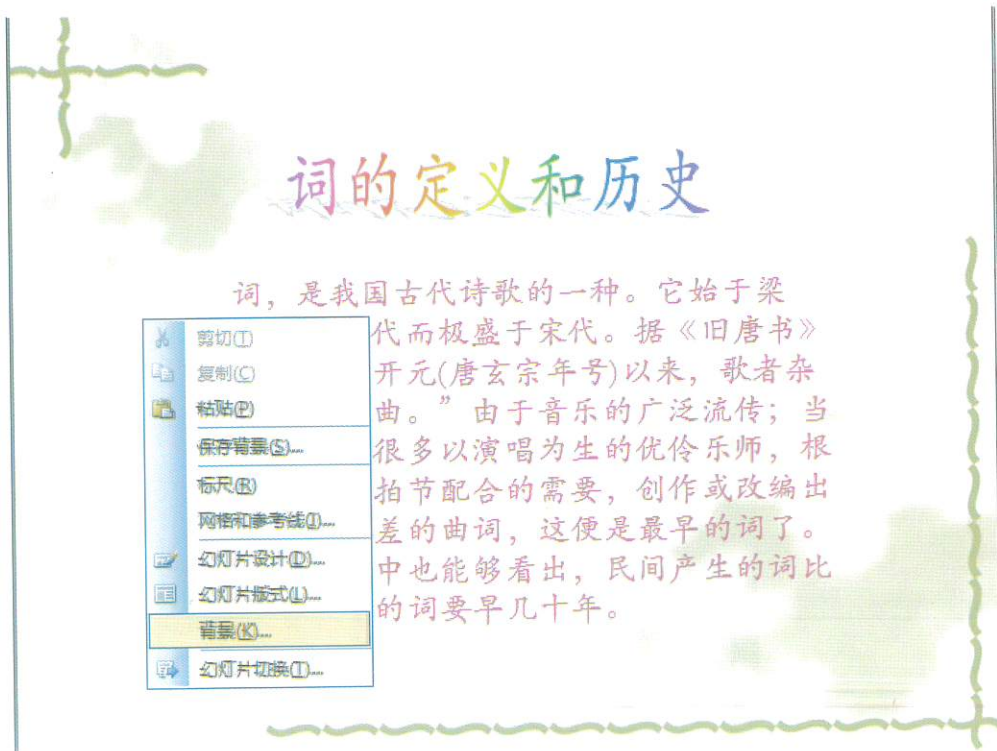 词的定义和历史
词，是我国古代诗歌的一种。它始于梁
代而极盛于宋代。据《旧唐书》
开元(唐玄宗年号)以来，歌者杂
曲。”由于音乐的广泛流传；当
很多以演唱为生的优伶乐师，根
拍节配合的需要，创作或改编出
差的曲词，这便是最早的词了。
中也能够看出，民间产生的词比
的词要早几十年。
剪切(T)
复制(C)
粘贴(P)
保存背景(S)...
标尺(R)
网格和参考线(I)...
幻灯片设计(D)...
幻灯片版式(L)...
背景(K)...
幻灯片切换(T)...